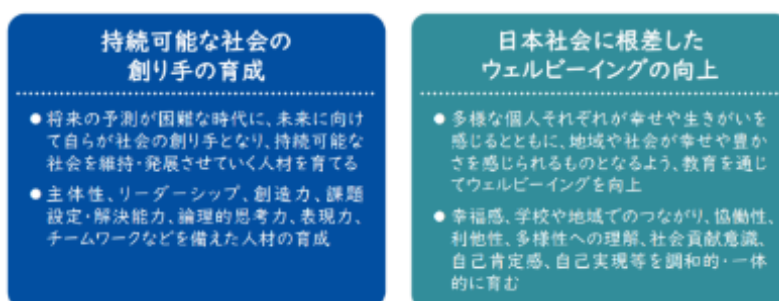 持続可能な社会の
創り手の育成
● 将来の予測が困難な時代に、未来に向け
て自らが社会の創り手となり、持続可能な
社会を維持・発展させていく人材を育てる
● 主体性、リーダーシップ、創造力、課題
設定・解決能力、論理的思考力、表現力、
チームワークなどを備えた人材の育成
日本社会に根差した
ウェルビーイングの向上
● 多様な個人それぞれが幸せや生きがいを
感じるとともに、地域や社会が幸せや豊か
さを感じられるものとなるよう、教育を通じ
てウェルビーイングを向上
● 幸福感、学校や地域でのつながり、協働性、
利他性、多様性への理解、社会貢献意識、
自己肯定感、自己実現等を調和的・一体
的に育む